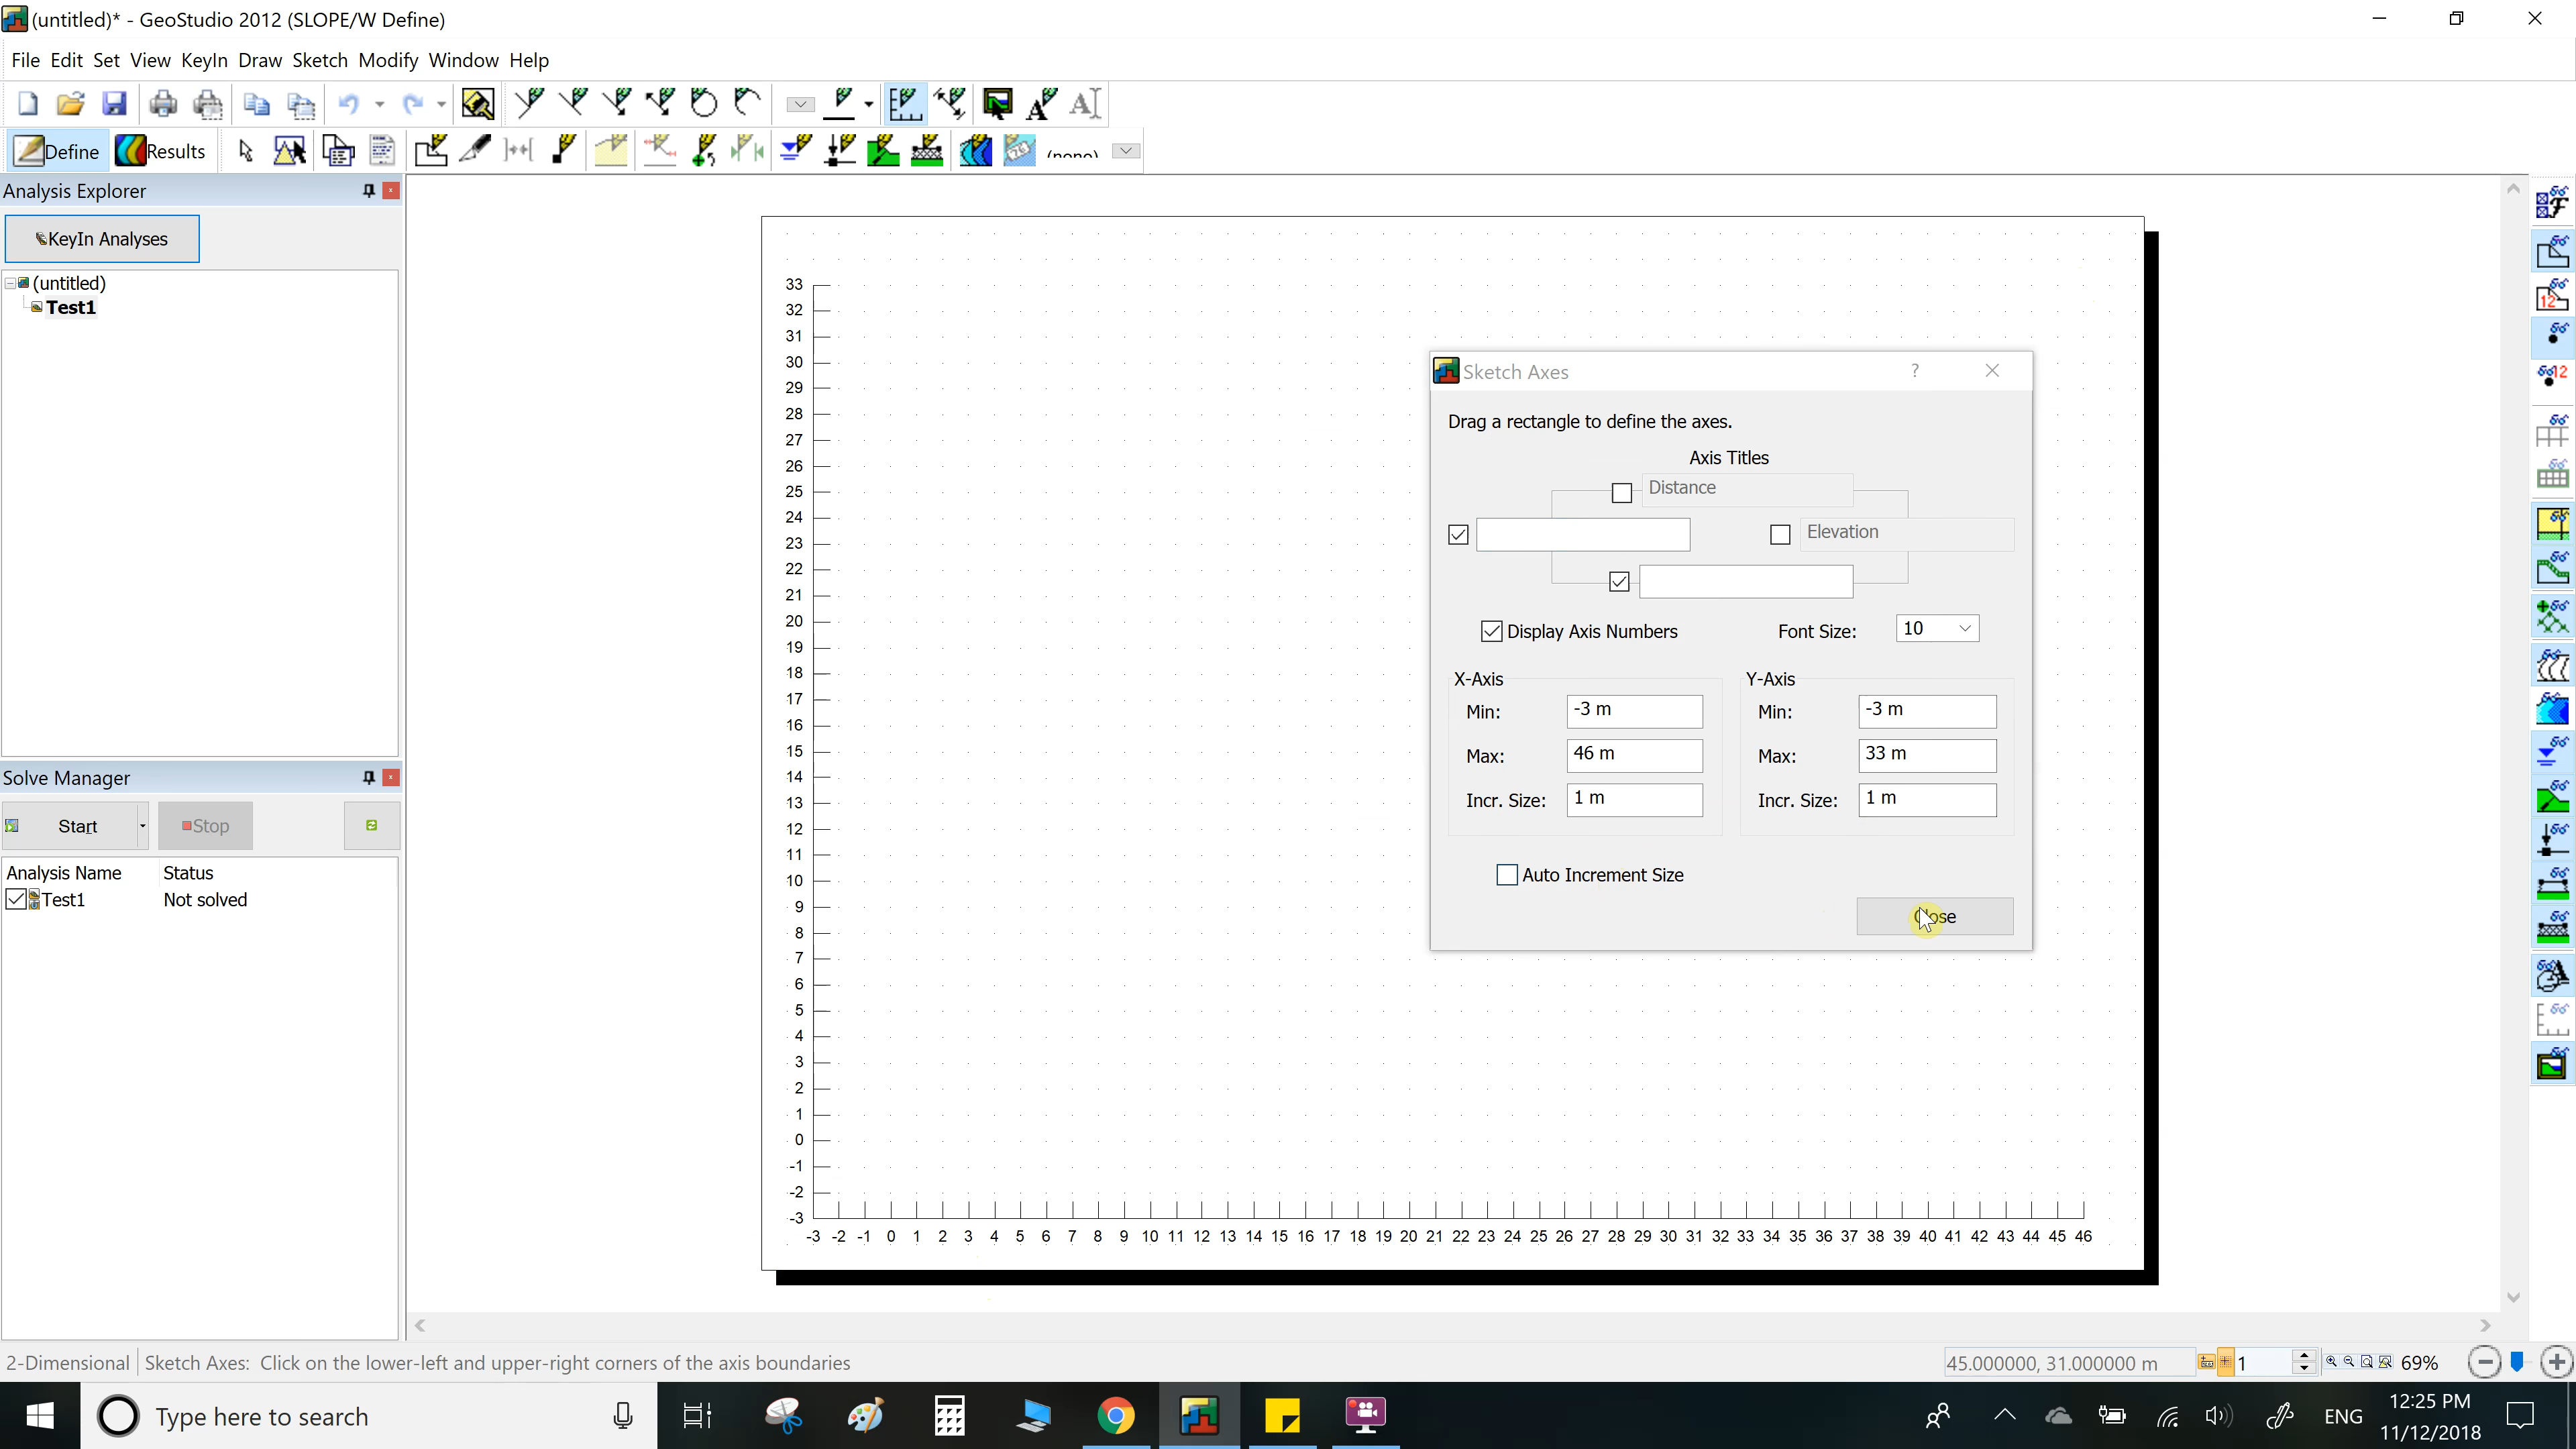 (untitled)* - GeoStudio 2012 (SLOPE/W Define)
File Edit Set View KeyIn Draw Sketch Modify Window Help
Define Results (none)
Analysis Explorer
KeyIn Analyses
(untitled)
Test1
Solve Manager
Start Stop
Analysis Name Status
Test1 Not solved
33
32
31
30
29
28
27
26
25
24
23
22
21
20
19
18
17
16
15
14
13
12
11
10
9
8
7
6
5
4
3
2
1
0
-1
-2
-3
-3 -2 -1 0 1 2 3 4 5 6 7 8 9 10 11 12 13 14 15 16 17 18 19 20 21 22 23 24 25 26 27 28 29 30 31 32 33 34 35 36 37 38 39 40 41 42 43 44 45 46
Sketch Axes ?
Drag a rectangle to define the axes.
Axis Titles
Distance
Elevation
Display Axis Numbers Font Size: 10
X-Axis Y-Axis
Min: -3 m Min: -3 m
Max: 46 m Max: 33 m
Incr. Size: 1 m Incr. Size: 1 m
Auto Increment Size
Close
12
12
2-Dimensional Sketch Axes: Click on the lower-left and upper-right corners of the axis boundaries 45.000000, 31.000000 m 1 69%
Type here to search ENG 12:25 PM
11/12/2018